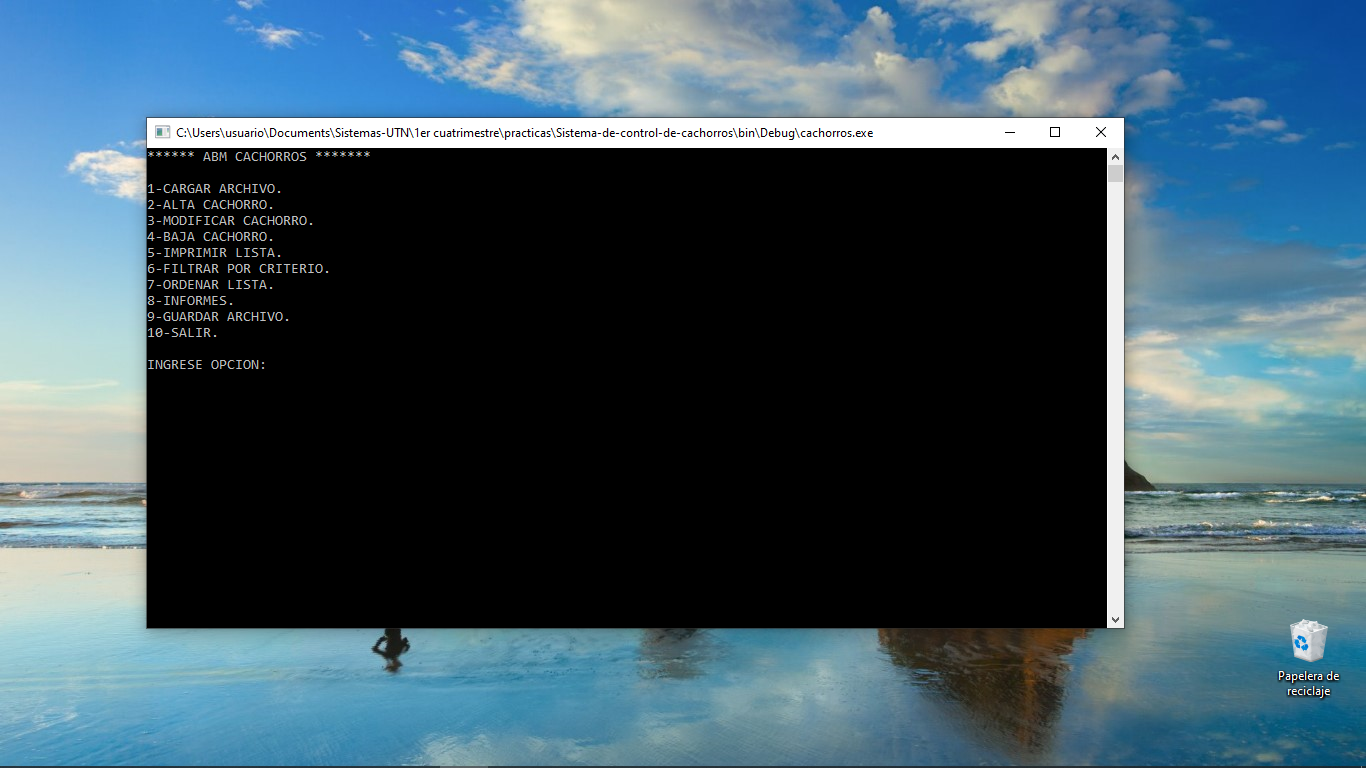 C:\Users\usuario\Documents\Sistemas-UTN\1er cuatrimestre\practicas\Sistema-de-control-de-cachorros\bin\Debug\cachorros.exe
****** ABM CACHORROS *******
1-CARGAR ARCHIVO.
2-ALTA CACHORRO.
3-MODIFICAR CACHORRO.
4-BAJA CACHORRO.
5-IMPRIMIR LISTA.
6-FILTRAR POR CRITERIO.
7-ORDENAR LISTA.
8-INFORMES.
9-GUARDAR ARCHIVO.
10-SALIR.
INGRESE OPCION:
Papelera de
reciclaje